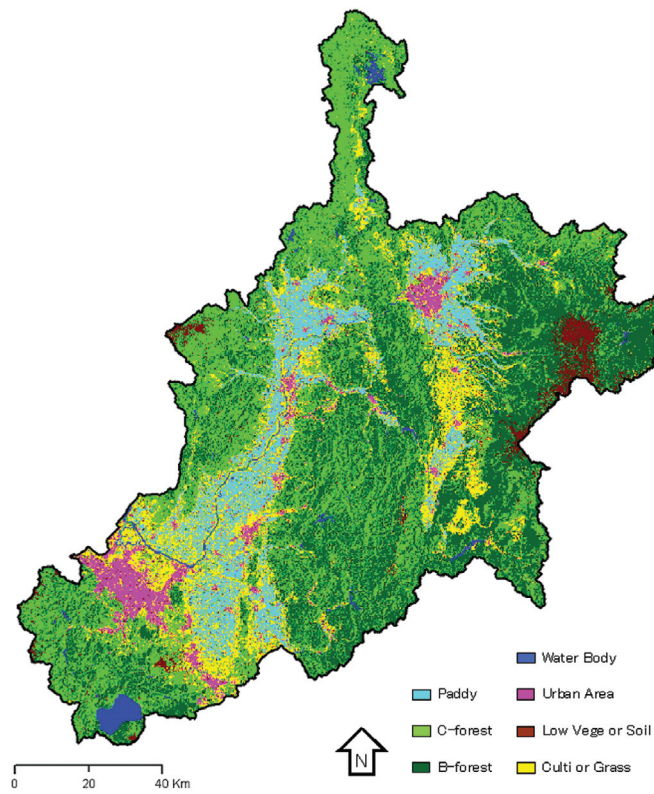 Water Body
Paddy
Urban Area
C-forest
Low Vege or Soil
B-forest
Culti or Grass
N
0
20
40 Km